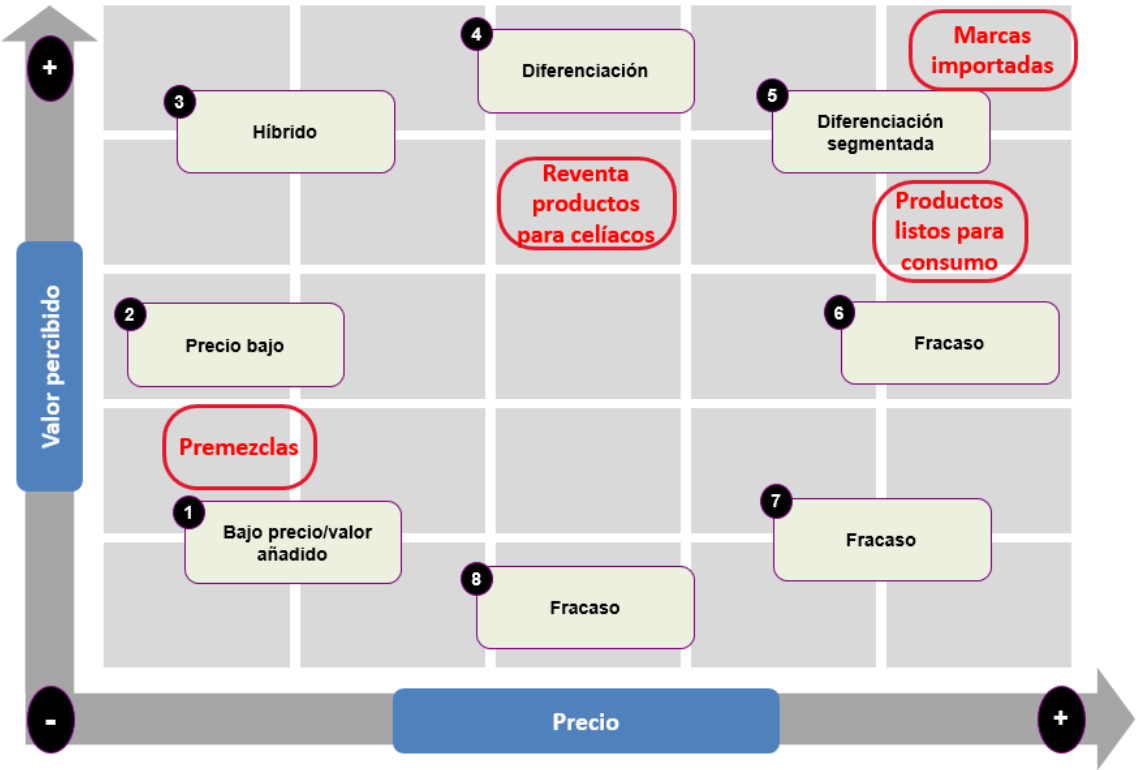 +
4
Diferenciación
Marcas
importadas
3
Híbrido
5
Diferenciación
segmentada
Reventa
productos
para celíacos
Productos
listos para
consumo
Valor percibido
2
Precio bajo
6
Fracaso
Premezclas
1
Bajo precio/valor
añadido
7
Fracaso
8
Fracaso
-
Precio
+